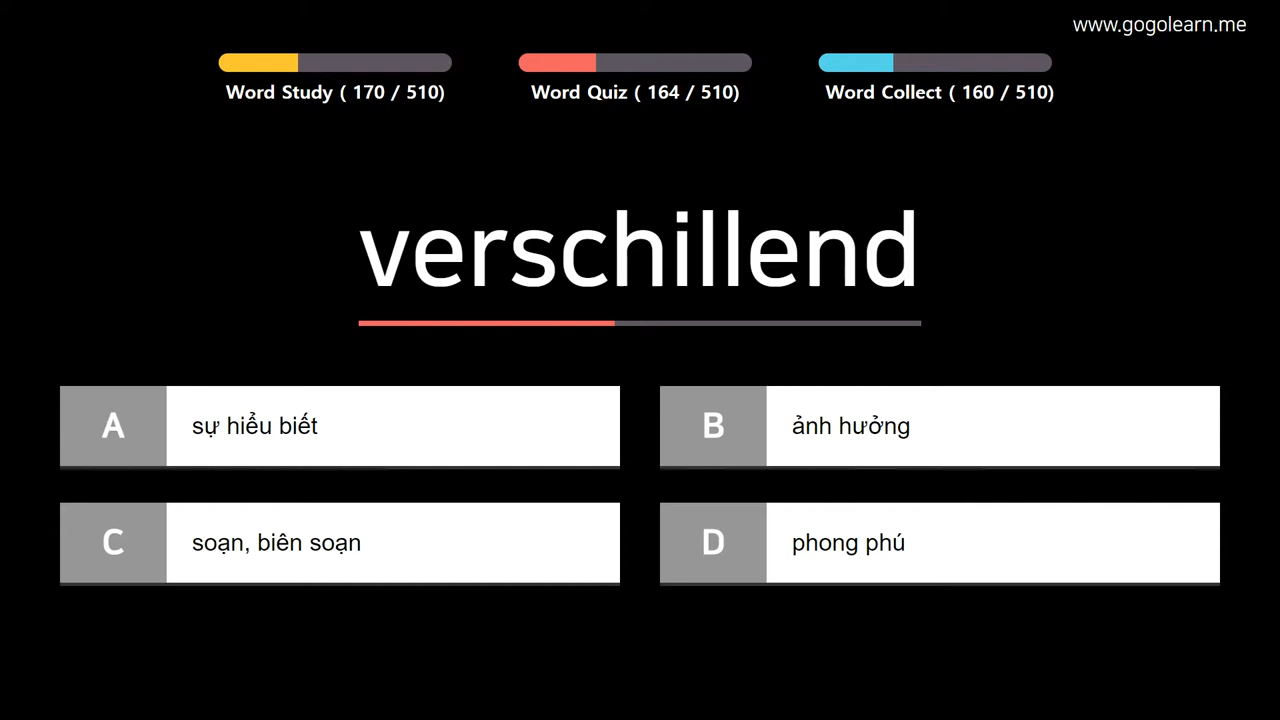 www.gogolearn.me
Word Study ( 170 / 510)
Word Quiz ( 164 / 510)
Word Collect ( 160 / 510)
verschillend
A sự hiểu biết
B ảnh hưởng
C soạn, biên soạn
D phong phú